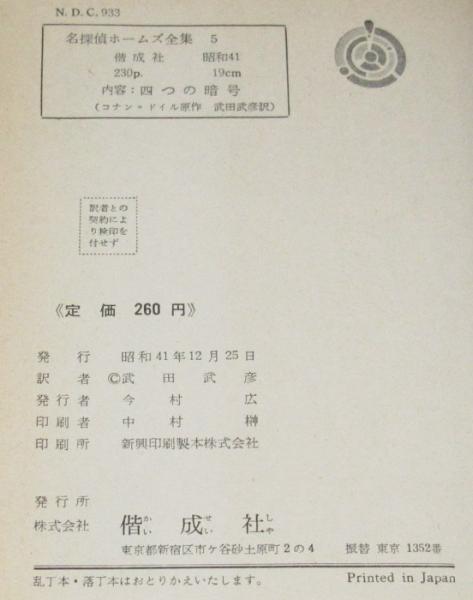 N. D. C. 933
名探偵ホームズ全集 5
偕成社 昭和41
230p. 19cm
内容：四つの暗号
（コナン＝ドイル原作 武田武彦訳）
訳者との
契約によ
り検印を
付せず
《定 価 260 円》
発 行 昭和 41年12月25日
訳 者 ©武 田 武 彦
発行者 今 村 広
印刷者 中 村 榊
印刷所 新興印刷製本株式会社
発行所
株式会社 偕かい 成せい 社しや
東京都新宿区市ケ谷砂土原町2の4 振替 東京 1352番
乱丁本・落丁本はおとりかえいたします。 Printed in Japan